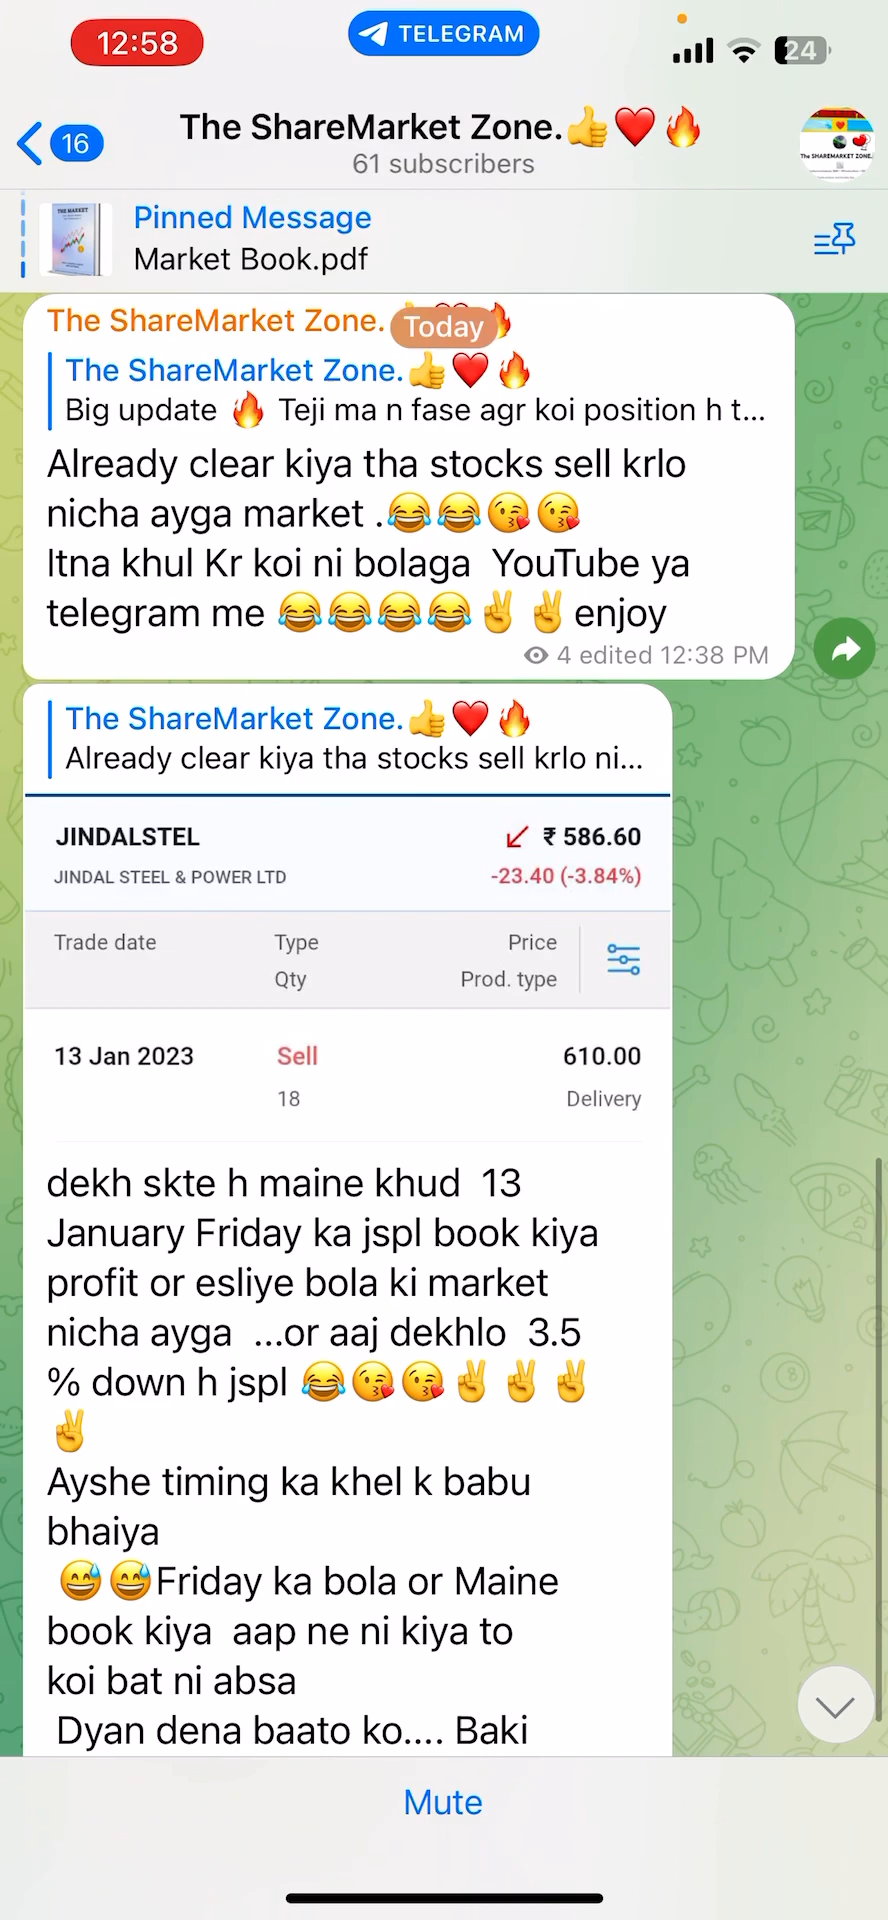 12:58
TELEGRAM
24
16
The ShareMarket Zone.👍❤️🔥
61 subscribers
Pinned Message
Market Book.pdf
The ShareMarket Zone.
Today
The ShareMarket Zone.👍❤️🔥
Big update 🔥 Teji ma n fase agr koi position h t...
Already clear kiya tha stocks sell krlo
nicha ayga market .😂😂😘😘
Itna khul Kr koi ni bolaga YouTube ya
telegram me 😂😂😂😂✌️✌️enjoy
4 edited 12:38 PM
The ShareMarket Zone.👍❤️🔥
Already clear kiya tha stocks sell krlo ni...
JINDALSTEL
₹ 586.60
JINDAL STEEL & POWER LTD
-23.40 (-3.84%)
Trade date Type Price
Qty Prod. type
13 Jan 2023 Sell 610.00
18 Delivery
dekh skte h maine khud 13
January Friday ka jspl book kiya
profit or esliye bola ki market
nicha ayga ...or aaj dekhlo 3.5
% down h jspl 😂😘😘✌️✌️✌️
✌️
Ayshe timing ka khel k babu
bhaiya
😅😅Friday ka bola or Maine
book kiya aap ne ni kiya to
koi bat ni absa
Dyan dena baato ko.... Baki
Mute